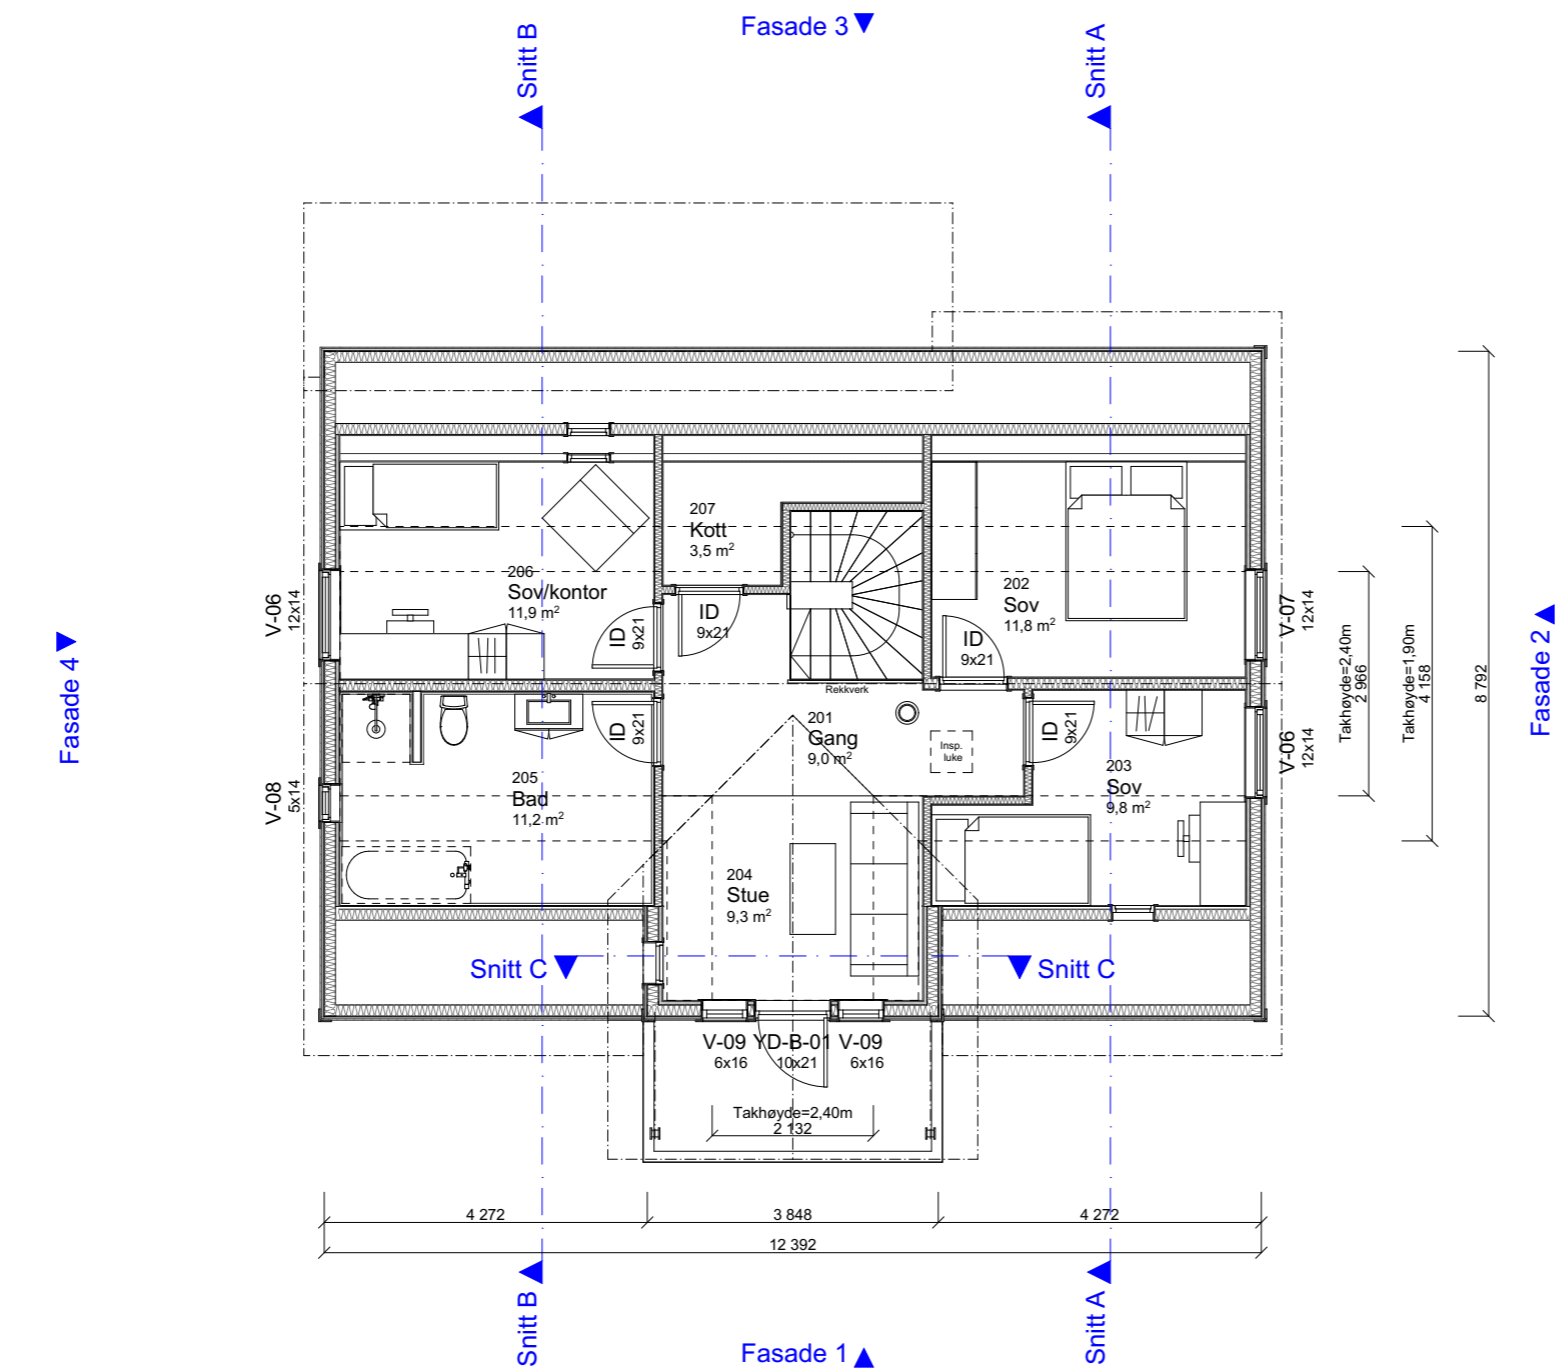 Fasade 3
Snitt B
Snitt A
207
Kott
3,5 m²
206
Sov/kontor
11,9 m²
202
Sov
11,8 m²
V-06
12x14
ID
9x21
ID
9x21
ID
9x21
V-07
12x14
Fasade 4
Fasade 2
Takhøyde=2,40m
2 966
Takhøyde=1,90m
4 158
8 792
Rekkverk
ID
9x21
201
Gang
9,0 m²
Insp.
luke
ID
9x21
V-06
12x14
V-08
5x14
205
Bad
11,2 m²
203
Sov
9,8 m²
204
Stue
9,3 m²
Snitt C
Snitt C
V-09
6x16
YD-B-01
10x21
V-09
6x16
Takhøyde=2,40m
2 132
4 272
3 848
4 272
12 392
Snitt B
Snitt A
Fasade 1